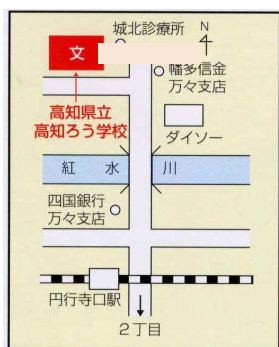 城北診療所
N
文
幡多信金
万々支店
高知県立
高知ろう学校
ダイソー
紅水川
四国銀行
万々支店
円行寺口駅
2丁目